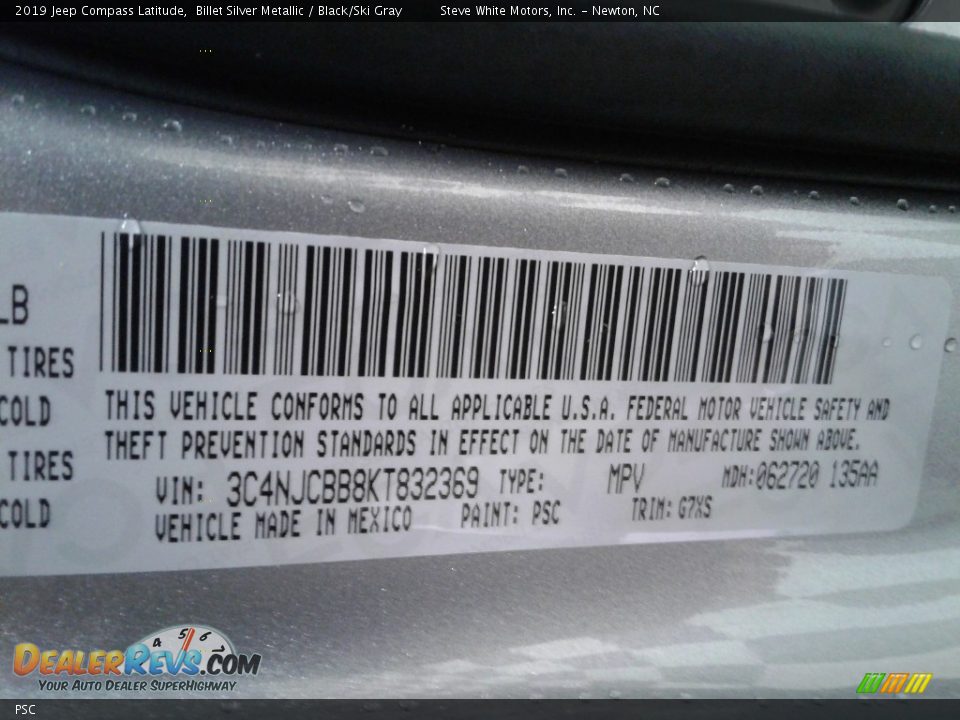 2019 Jeep Compass Latitude, Billet Silver Metallic / Black/Ski Gray Steve White Motors, Inc. - Newton, NC
LB
TIRES
COLD
TIRES
COLD
THIS VEHICLE CONFORMS TO ALL APPLICABLE U.S.A. FEDERAL MOTOR VEHICLE SAFETY AND
THEFT PREVENTION STANDARDS IN EFFECT ON THE DATE OF MANUFACTURE SHOWN ABOVE.
VIN: 3C4NJCBB8KT832369 TYPE: MPV MDH:062720 135AA
VEHICLE MADE IN MEXICO PAINT: PSC TRIM: G7XS
4 5 6
DealerRevs.com
Your Auto Dealer SuperHighway
PSC